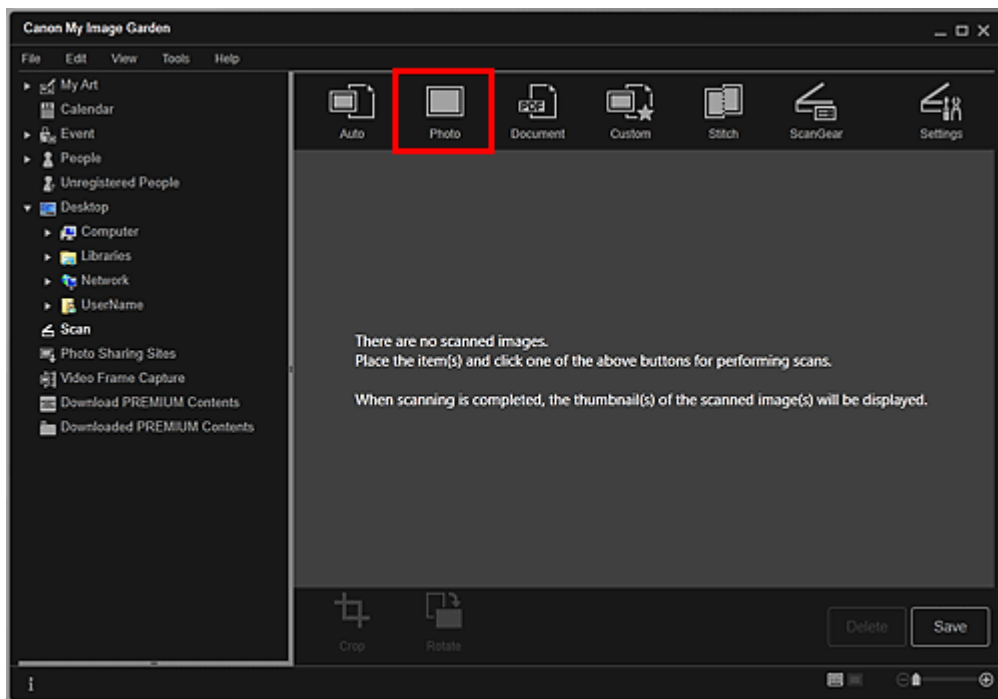 Canon My Image Garden
File Edit View Tools Help
My Art
Calendar
Event
People
Unregistered People
Desktop
Computer
Libraries
Network
UserName
Scan
Photo Sharing Sites
Video Frame Capture
Download PREMIUM Contents
Downloaded PREMIUM Contents
Auto Photo PDF Document Custom Stitch ScanGear Settings
There are no scanned images.
Place the item(s) and click one of the above buttons for performing scans.
When scanning is completed, the thumbnail(s) of the scanned image(s) will be displayed.
Crop Rotate Delete Save
i